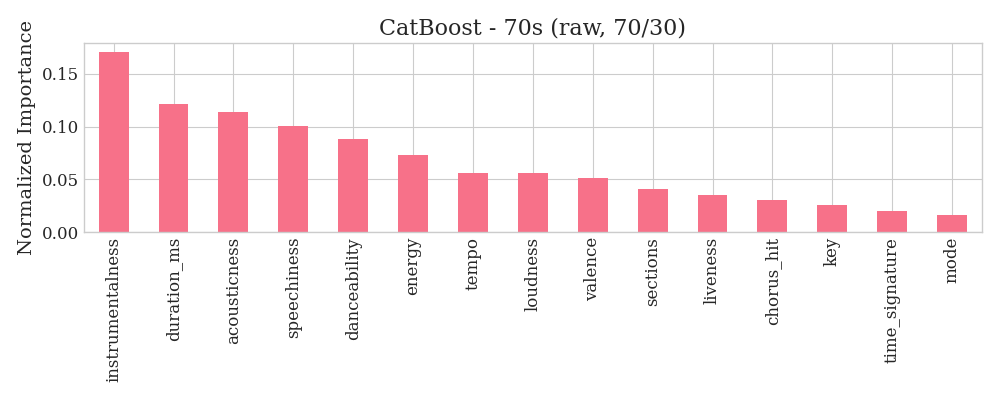 CatBoost - 70s (raw, 70/30)
Normalized Importance
0.15
0.10
0.05
0.00
instrumentalness
duration_ms
acousticness
speechiness
danceability
energy
tempo
loudness
valence
sections
liveness
chorus_hit
key
time_signature
mode